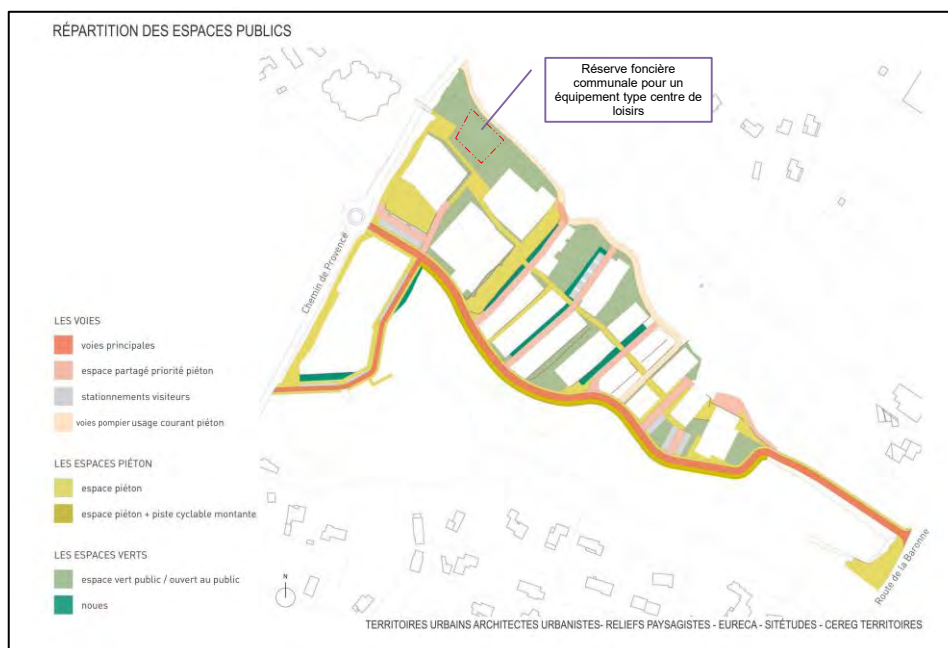 RÉPARTITION DES ESPACES PUBLICS
Réserve foncière
communale pour un
équipement type centre de
loisirs
Chemin de Provence
LES VOIES
voies principales
espace partagé priorité piéton
stationnements visiteurs
voies pompier usage courant piéton
LES ESPACES PIÉTON
espace piéton
espace piéton + piste cyclable montante
LES ESPACES VERTS
espace vert public / ouvert au public
noues
N
Route de la Baronne
TERRITOIRES URBAINS ARCHITECTES URBANISTES- RELIEFS PAYSAGISTES - EURECA - SITÉTUDES - CEREG TERRITOIRES